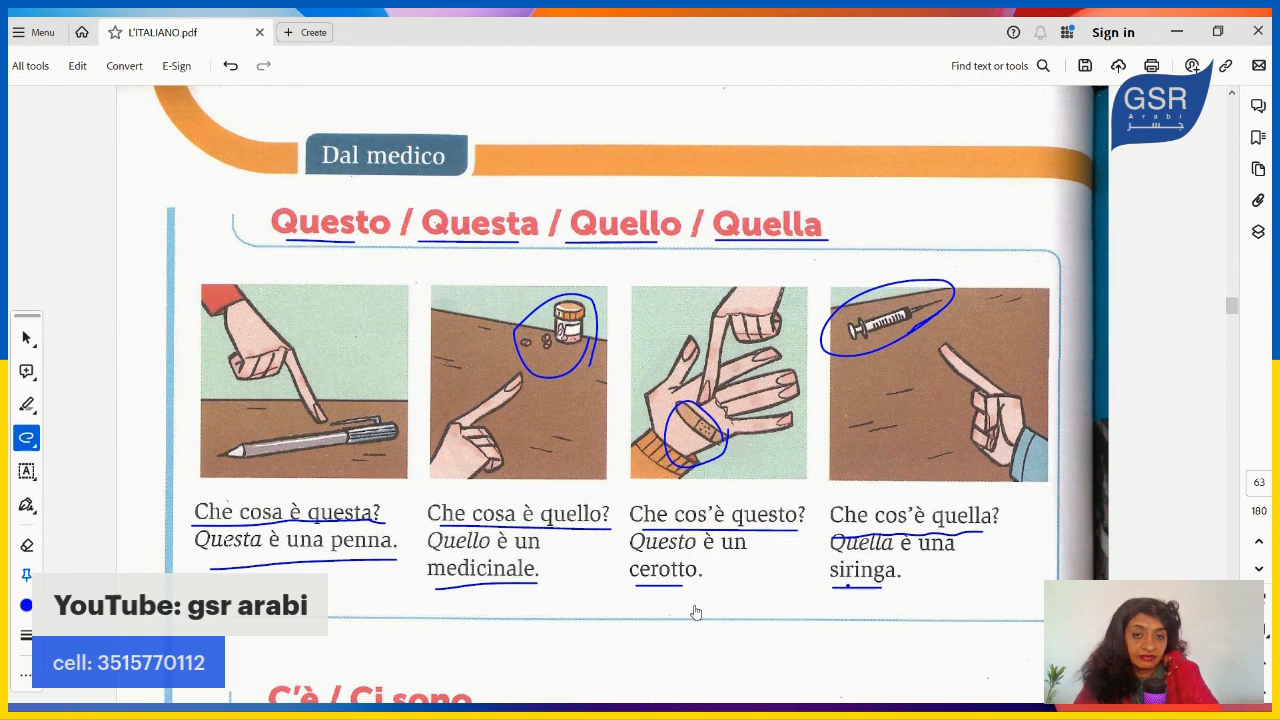 Menu
L'ITALIANO.pdf
Create
Sign in
All tools
Edit
Convert
E-Sign
Find text or tools
GSR
Arabi
جسر
Dal medico
Questo / Questa / Quello / Quella
Che cosa è questa?
Questa è una penna.
Che cosa è quello?
Quello è un
medicinale.
Che cos'è questo?
Questo è un
cerotto.
Che cos'è quella?
Quella è una
siringa.
63
180
YouTube: gsr arabi
cell: 3515770112
C'è / Ci sono